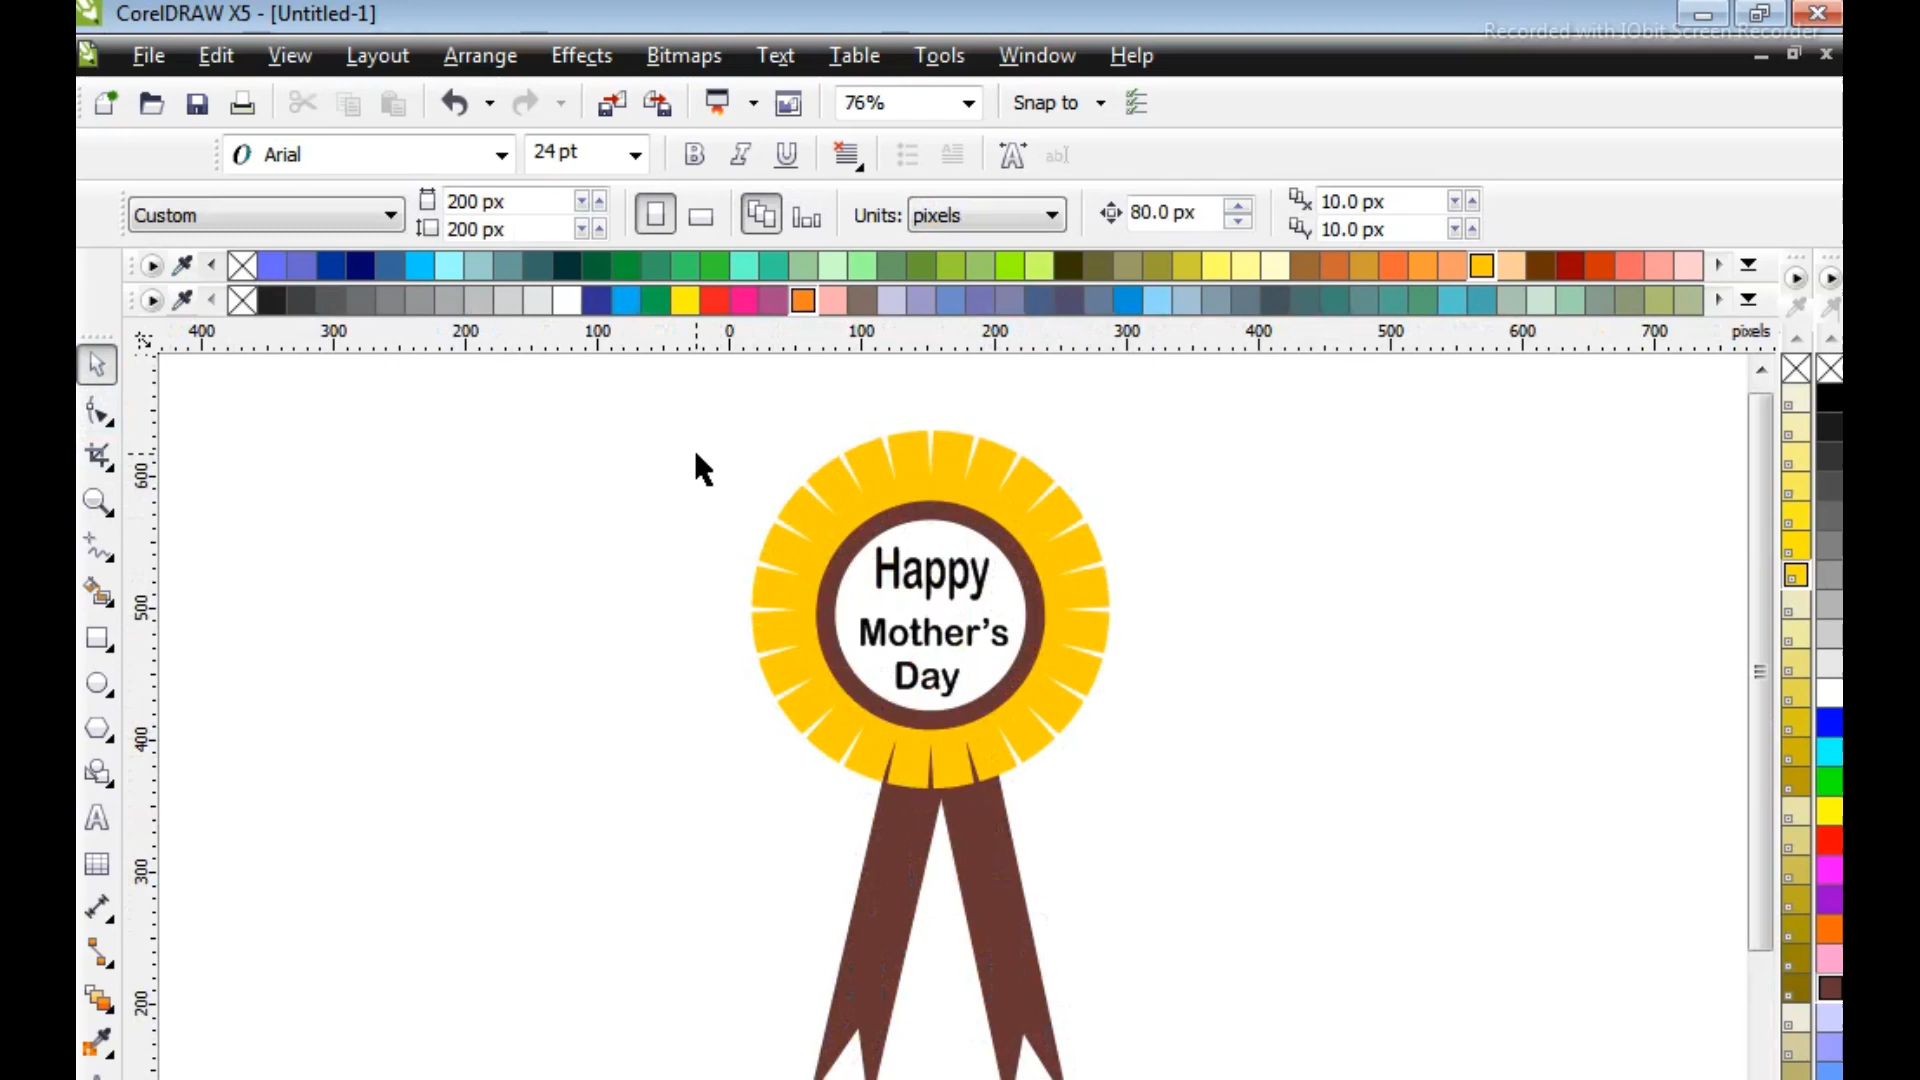 CorelDRAW X5 - [Untitled-1]
Recorded with IObit Screen Recorder
File Edit View Layout Arrange Effects Bitmaps Text Table Tools Window Help
76% Snap to
O Arial 24 pt B I U A ab
Custom 200 px 200 px Units: pixels 80.0 px 10.0 px 10.0 px
400 300 200 100 0 100 200 300 400 500 600 700 pixels
600
500
400
300
200
Happy
Mother’s
Day